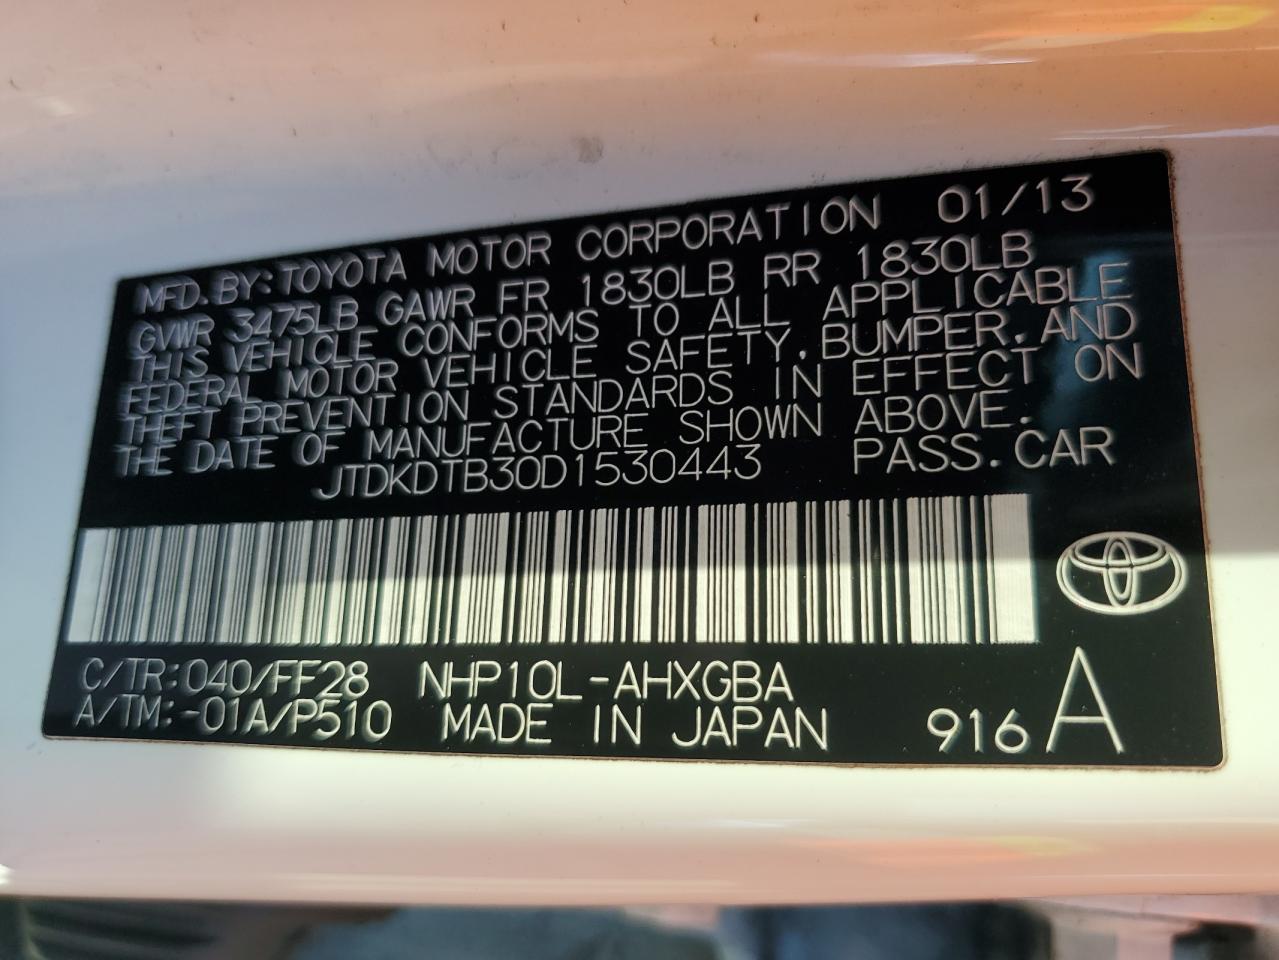 MFD.BY:TOYOTA MOTOR CORPORATION 01/13
GVWR 3475LB GAWR FR 1830LB RR 1830LB
THIS VEHICLE CONFORMS TO ALL APPLICABLE
FEDERAL MOTOR VEHICLE SAFETY,BUMPER,AND
THEFT PREVENTION STANDARDS IN EFFECT ON
THE DATE OF MANUFACTURE SHOWN ABOVE.
JTDKDTB30D1530443 PASS.CAR
C/TR:040/FF28 NHP10L-AHXGBA
A/TM:-01A/P510 MADE IN JAPAN 916 A